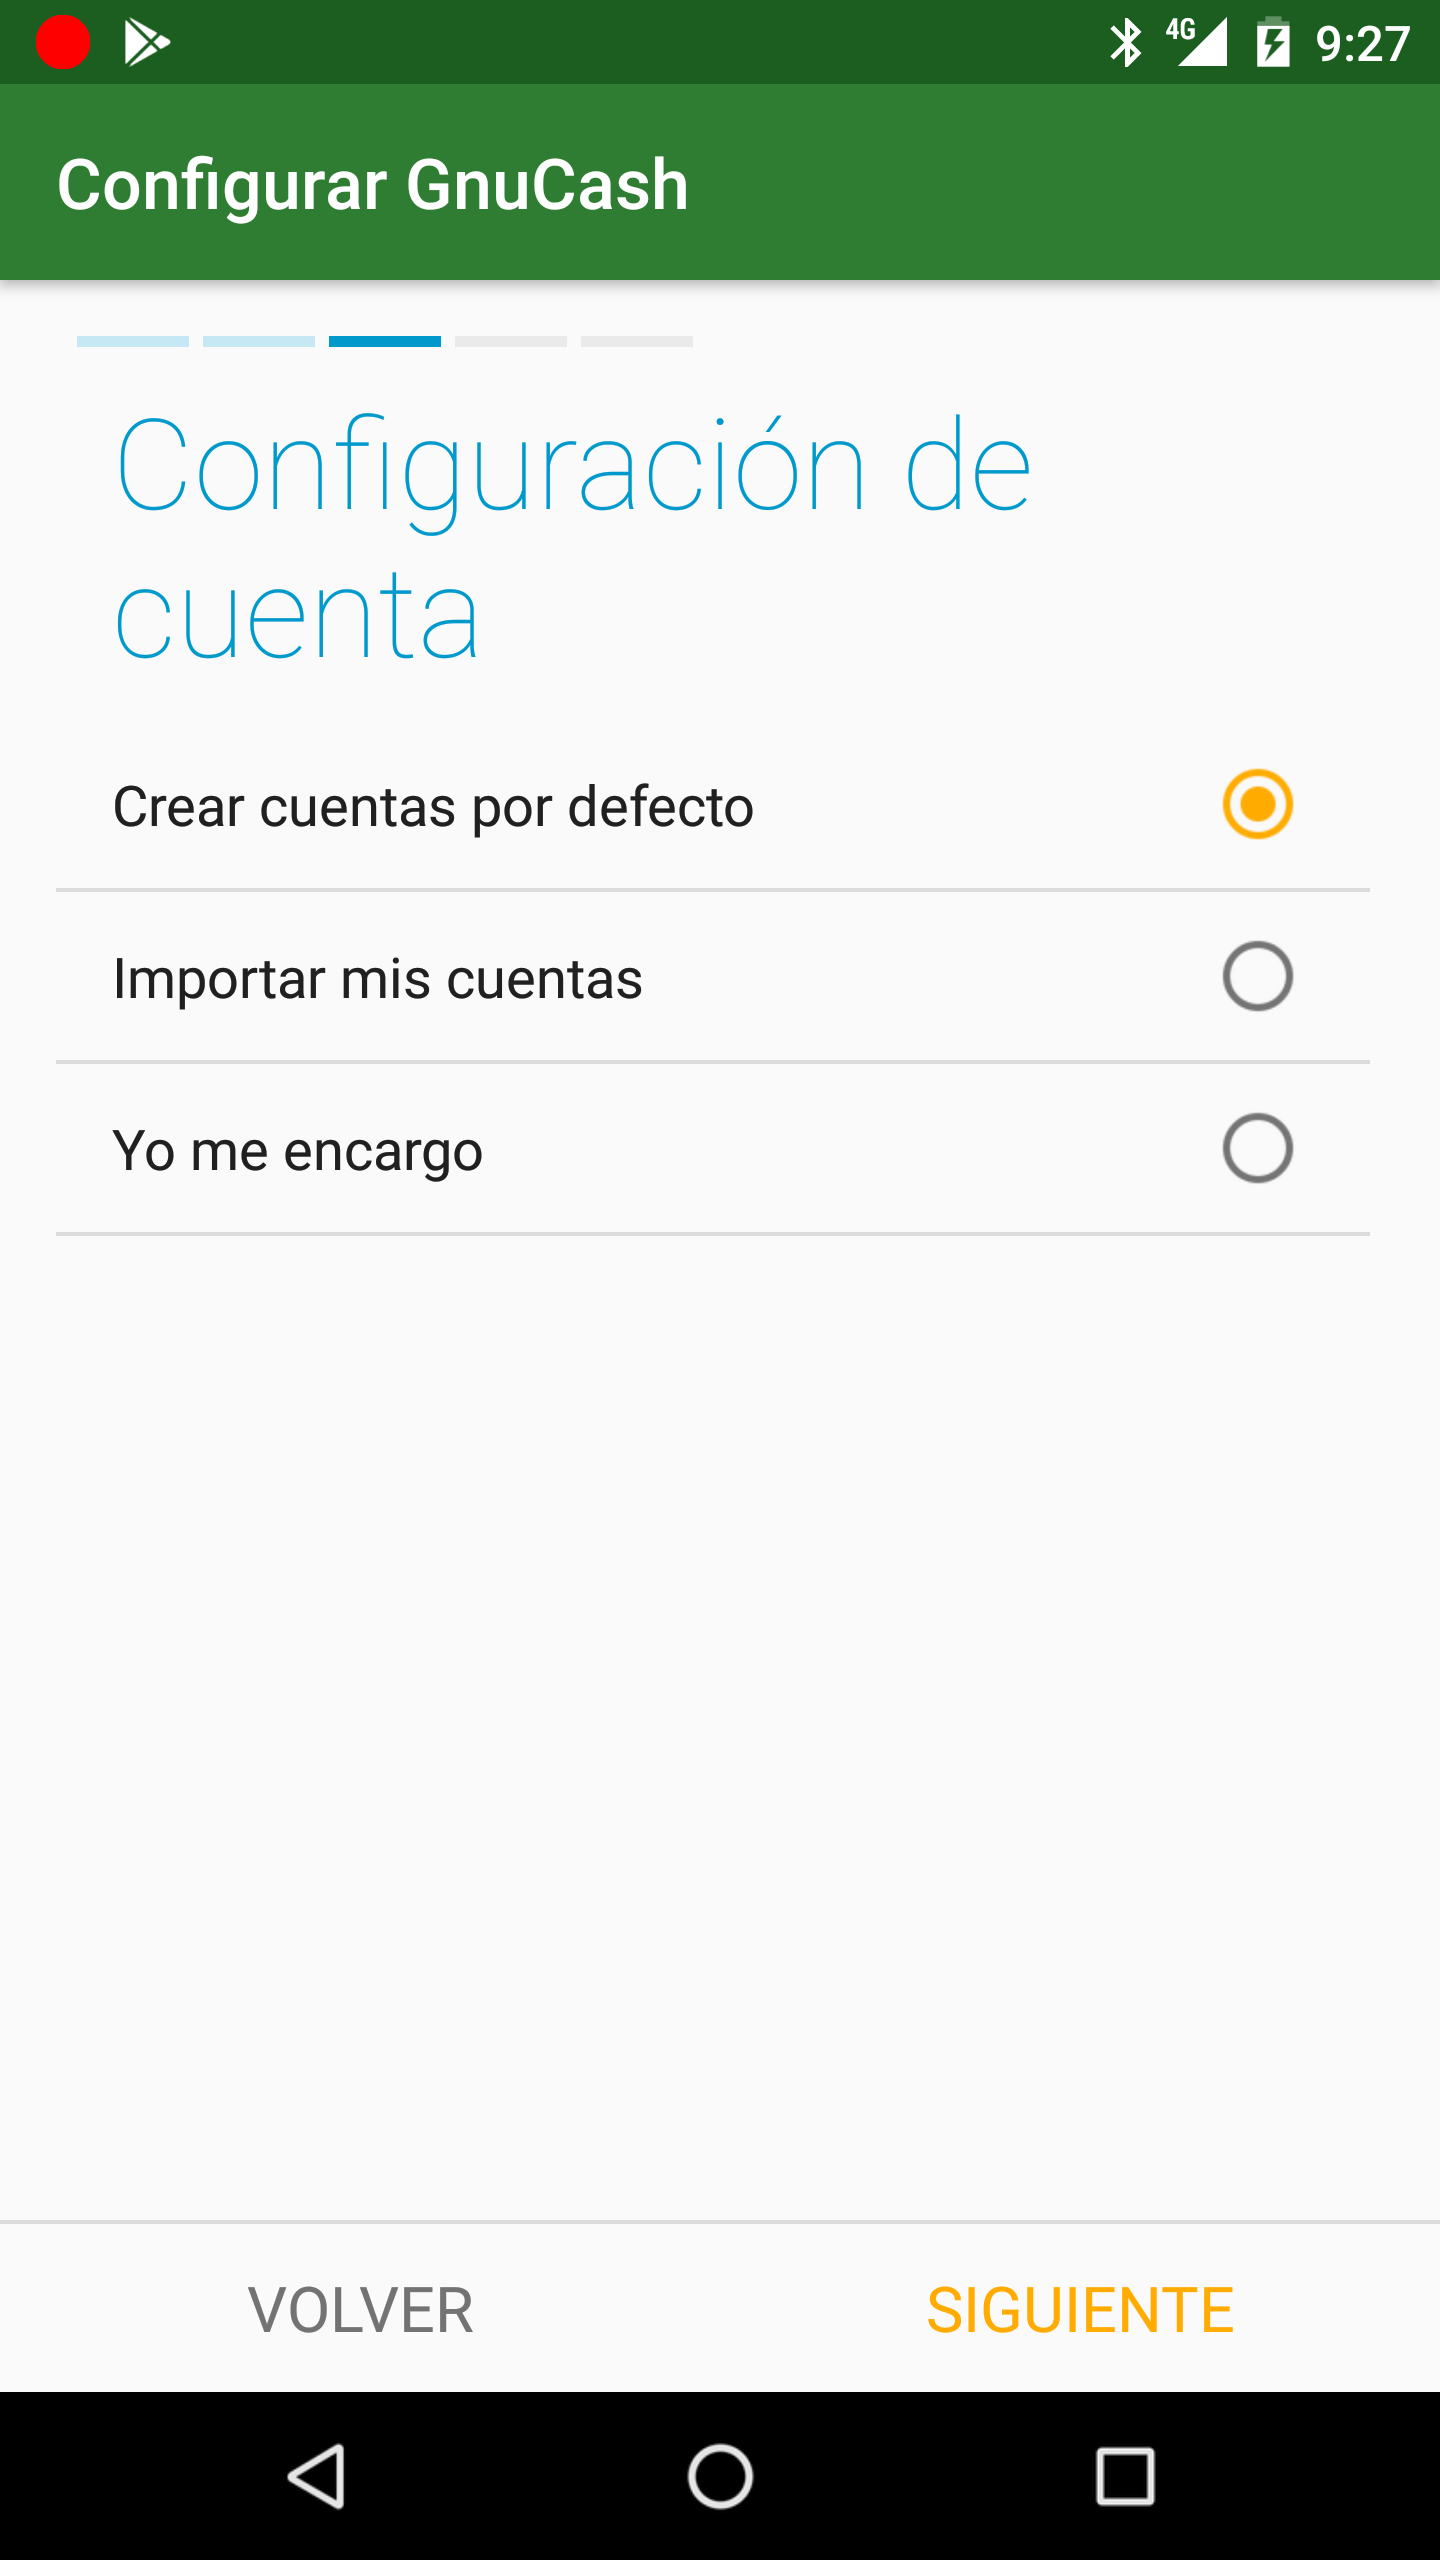 4G 9:27
Configurar GnuCash
Configuración de
cuenta
Crear cuentas por defecto
Importar mis cuentas
Yo me encargo
VOLVER SIGUIENTE